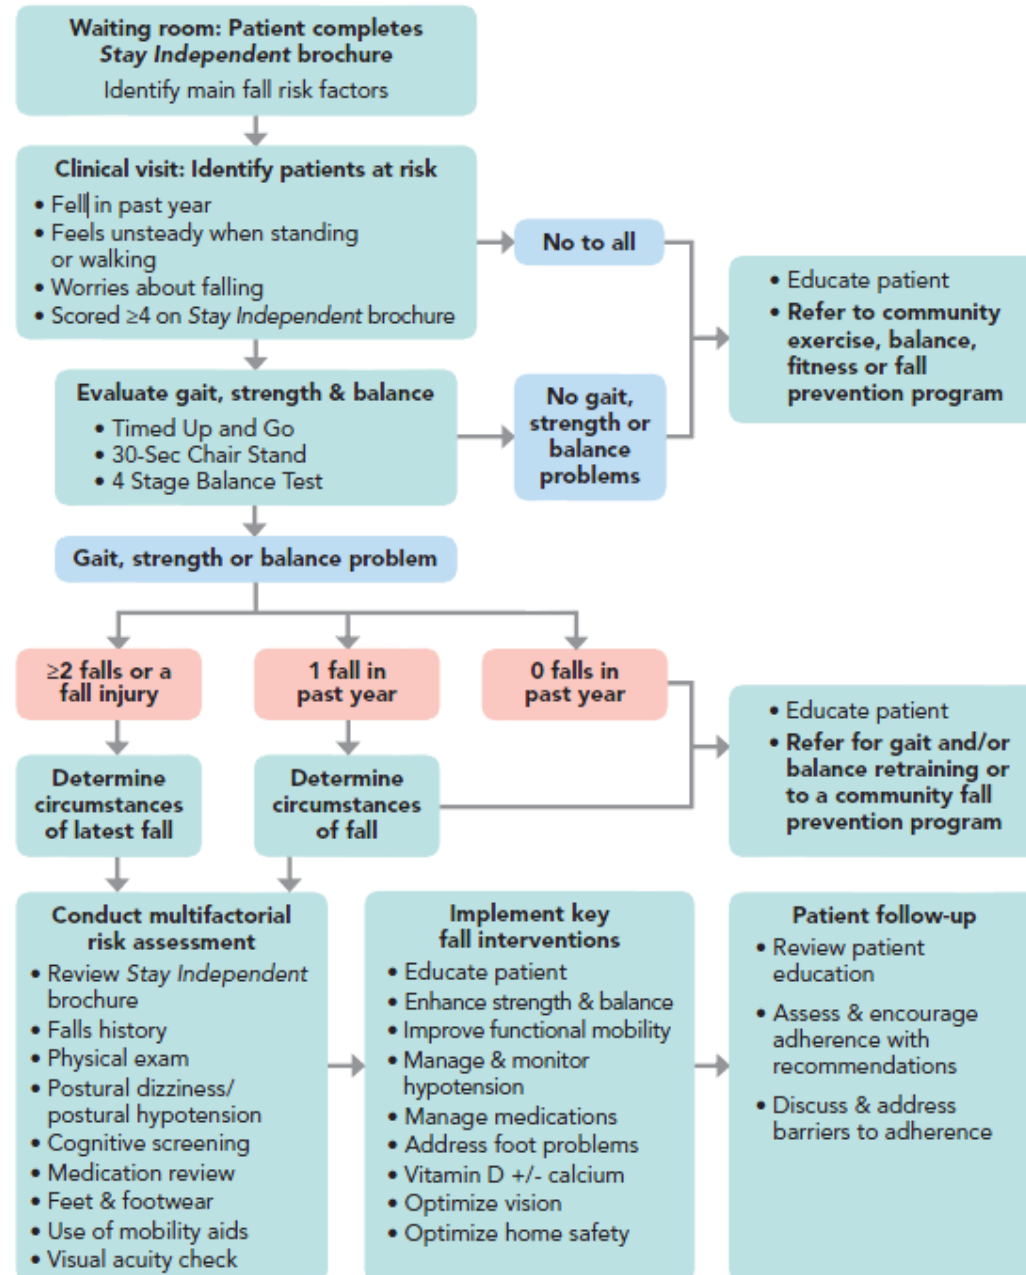 Waiting room: Patient completes
Stay Independent brochure
Identify main fall risk factors
Clinical visit: Identify patients at risk
• Fell in past year
• Feels unsteady when standing
or walking
• Worries about falling
• Scored ≥4 on Stay Independent brochure
No to all
• Educate patient
• Refer to community
exercise, balance,
fitness or fall
prevention program
Evaluate gait, strength & balance
• Timed Up and Go
• 30-Sec Chair Stand
• 4 Stage Balance Test
No gait,
strength or
balance
problems
Gait, strength or balance problem
≥2 falls or a
fall injury
1 fall in
past year
0 falls in
past year
Determine
circumstances
of latest fall
Determine
circumstances
of fall
• Educate patient
• Refer for gait and/or
balance retraining or
to a community fall
prevention program
Conduct multifactorial
risk assessment
• Review Stay Independent
brochure
• Falls history
• Physical exam
• Postural dizziness/
postural hypotension
• Cognitive screening
• Medication review
• Feet & footwear
• Use of mobility aids
• Visual acuity check
Implement key
fall interventions
• Educate patient
• Enhance strength & balance
• Improve functional mobility
• Manage & monitor
hypotension
• Manage medications
• Address foot problems
• Vitamin D +/- calcium
• Optimize vision
• Optimize home safety
Patient follow-up
• Review patient
education
• Assess & encourage
adherence with
recommendations
• Discuss & address
barriers to adherence